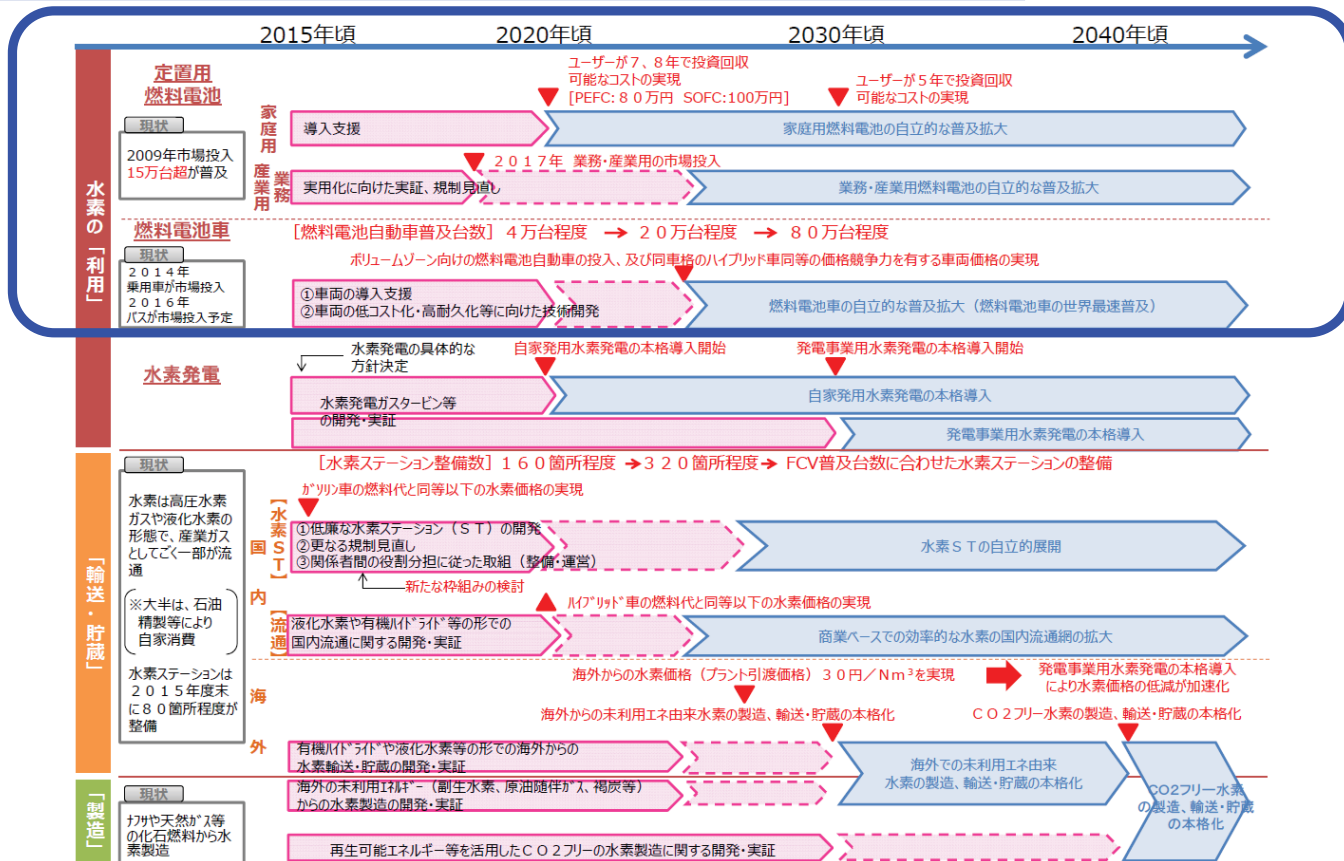 2015年頃
2020年頃
2030年頃
2040年頃
水素の「利用」
定置用
燃料電池
現状
2009年市場投入
15万台超が普及
家庭用
ユーザーが7、8年で投資回収
可能なコストの実現
[PEFC:80万円 SOFC:100万円]
ユーザーが5年で投資回収
可能なコストの実現
導入支援
家庭用燃料電池の自立的な普及拡大
業務
産業用
2017年 業務・産業用の市場投入
実用化に向けた実証、規制見直し
業務・産業用燃料電池の自立的な普及拡大
燃料電池車
現状
2014年
乗用車が市場投入
2016年
バスが市場投入予定
[燃料電池自動車普及台数] 4万台程度 → 20万台程度 → 80万台程度
ボリュームゾーン向けの燃料電池自動車の投入、及び同車格のハイブリッド車同等の価格競争力を有する車両価格の実現
①車両の導入支援
②車両の低コスト化・高耐久化等に向けた技術開発
燃料電池車の自立的な普及拡大(燃料電池車の世界最速普及)
水素発電
水素発電の具体的な
方針決定
自家発用水素発電の本格導入開始
発電事業用水素発電の本格導入開始
水素発電ガスタービン等
の開発・実証
自家発用水素発電の本格導入
発電事業用水素発電の本格導入
「輸送・貯蔵」
現状
水素は高圧水素
ガスや液化水素の
形態で、産業ガス
としてごく一部が流
通
※大半は、石油
精製等により
自家消費
水素ステーションは
2015年度末
に80箇所程度が
整備
国内
【水素ST】
[水素ステーション整備数] 160箇所程度 →320箇所程度→ FCV普及台数に合わせた水素ステーションの整備
ガソリン車の燃料代と同等以下の水素価格の実現
①低廉な水素ステーション(ST)の開発
②更なる規制見直し
③関係者間の役割分担に従った取組(整備・運営)
水素STの自立的展開
新たな枠組みの検討
【流通】
ハイブリッド車の燃料代と同等以下の水素価格の実現
液化水素や有機ハイドライド等の形での
国内流通に関する開発・実証
商業ベースでの効率的な水素の国内流通網の拡大
海外
海外からの水素価格(プラント引渡価格)30円/Nm³を実現
発電事業用水素発電の本格導入
により水素価格の低減が加速化
海外からの未利用エネ由来水素の製造、輸送・貯蔵の本格化
CO2フリー水素の製造、輸送・貯蔵の本格化
有機ハイドライドや液化水素等の形での海外からの
水素輸送・貯蔵の開発・実証
海外での未利用エネ由来
水素の製造、輸送・貯蔵の本格化
「製造」
現状
ナフサや天然ガス等
の化石燃料から水
素製造
海外の未利用エネルギー(副生水素、原油随伴ガス、褐炭等)
からの水素製造の開発・実証
CO2フリー水素
の製造、輸送・貯蔵
の本格化
再生可能エネルギー等を活用したCO2フリーの水素製造に関する開発・実証